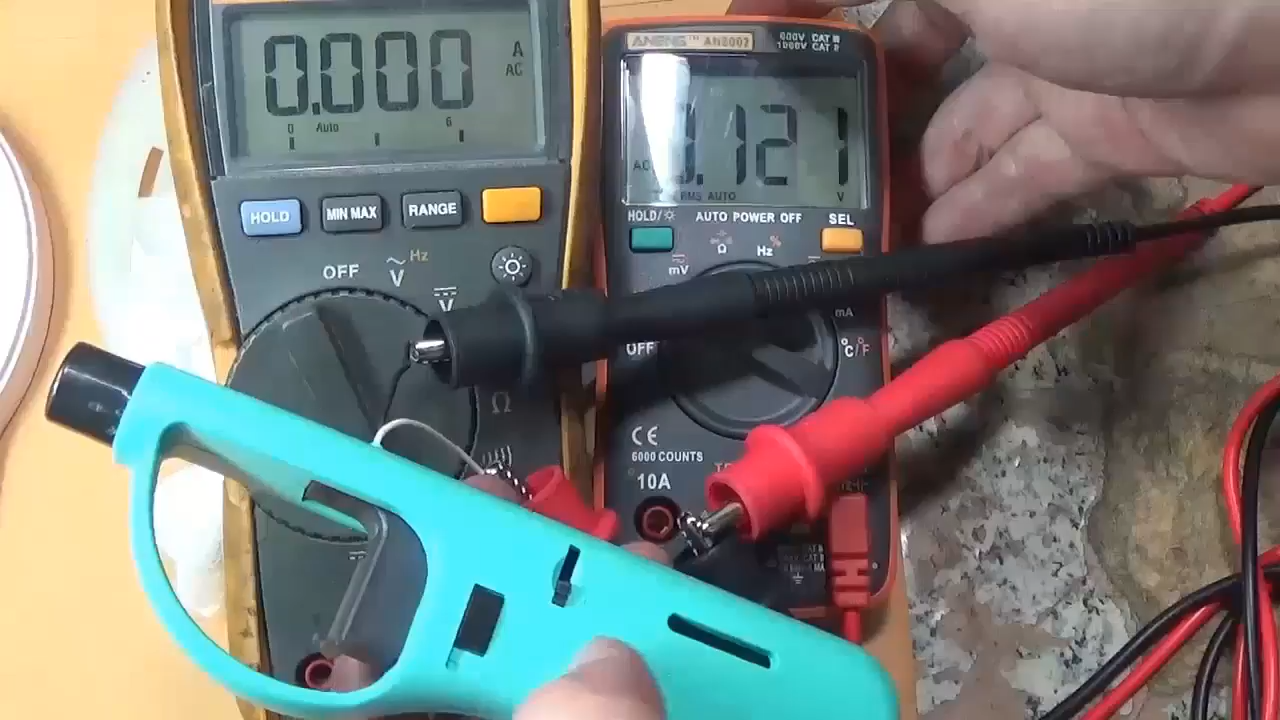 0.000
A
AC
0 Auto 6
HOLD
MIN MAX
RANGE
OFF
Hz
V
V
Ω
ANENG™ AN8002
600V CAT III
1000V CAT II
AC
.121
RMS AUTO
V
HOLD/
AUTO POWER OFF
SEL
Ω
Hz %
mV
mA
OFF
°C/°F
CE
6000 COUNTS
10A